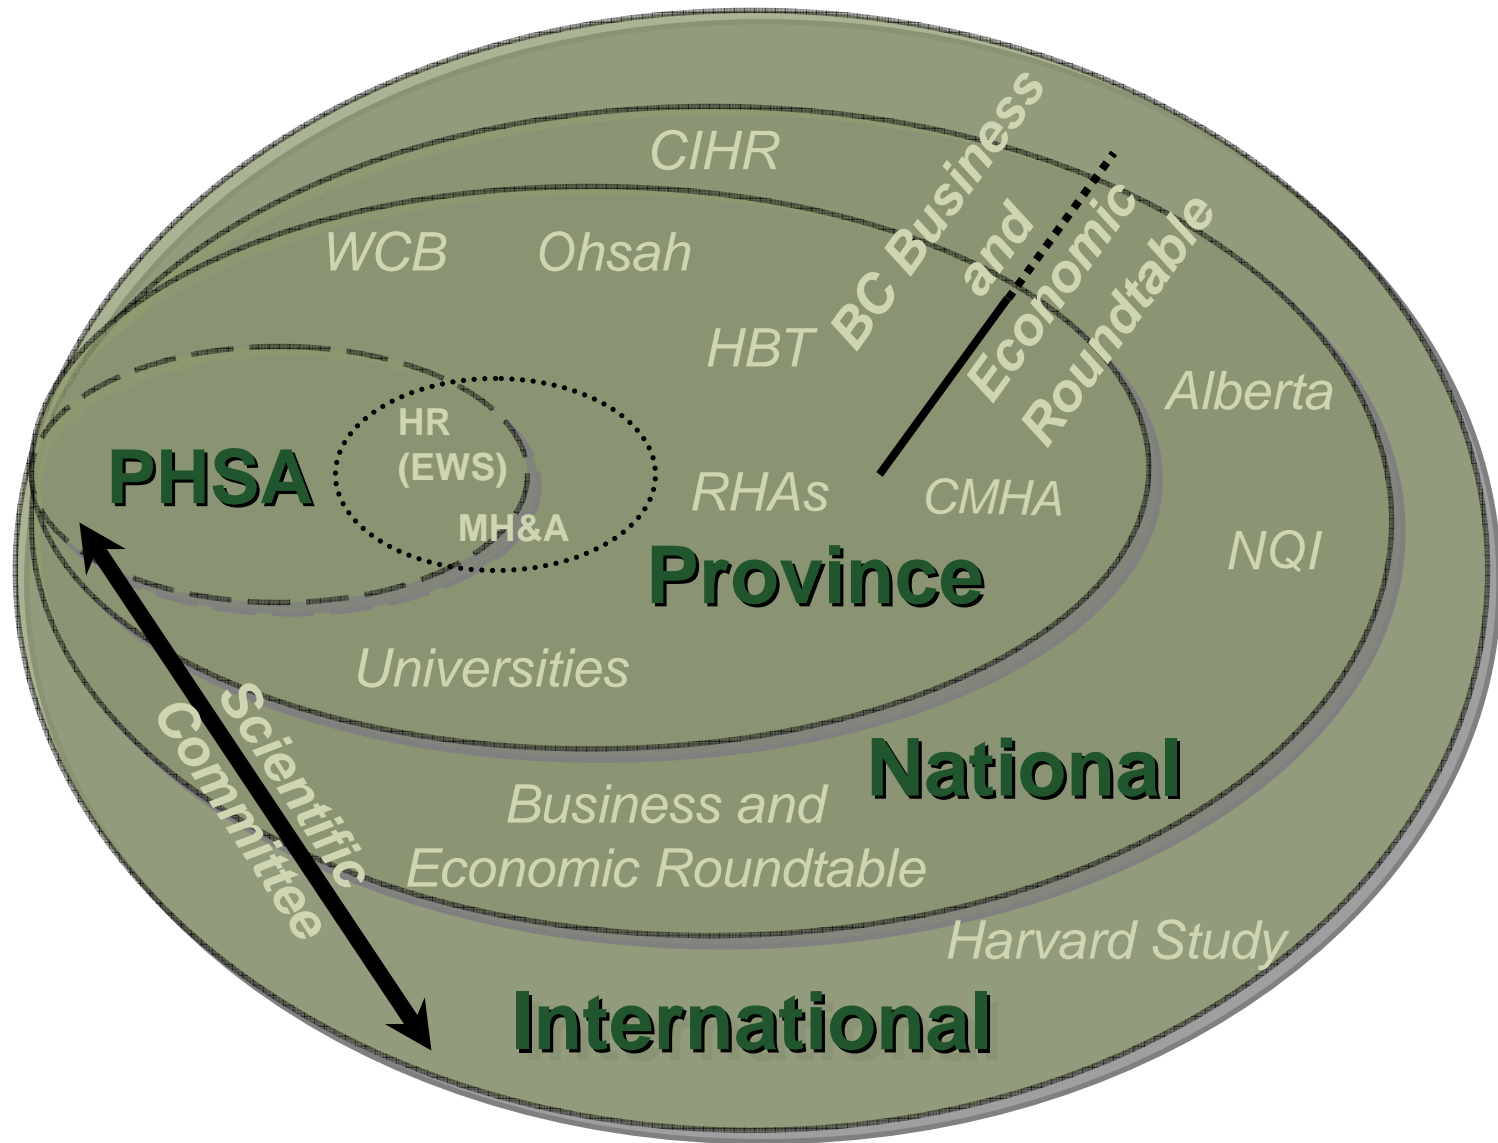 CIHR
WCB
Ohsah
HBT
BC Business
and
Economic
Roundtable
Alberta
HR
(EWS)
PHSA
MH&A
RHAs
CMHA
Province
NQI
Universities
Scientific
Committee
National
Business and
Economic Roundtable
Harvard Study
International